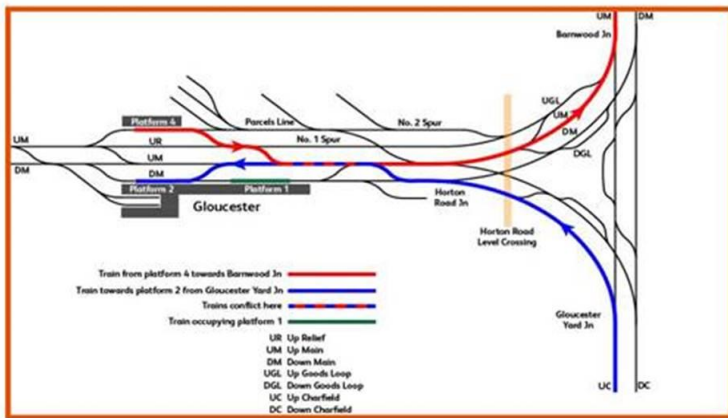 UM DM
Barnwood Jn
Platform 4
Parcels Line
No. 2 Spur
UGL
UM
UM
UR
No. 1 Spur
DM
UM
DM
DM
DGL
Platform 2
Platform 1
Gloucester
Horton
Road Jn
Horton Road
Level Crossing
Train from platform 4 towards Barnwood Jn
Train towards platform 2 from Gloucester Yard Jn
Trains conflict here
Train occupying platform 1
Gloucester
Yard Jn
UR Up Relief
UM Up Main
DM Down Main
UGL Up Goods Loop
DGL Down Goods Loop
UC Up Charfield
DC Down Charfield
UC DC